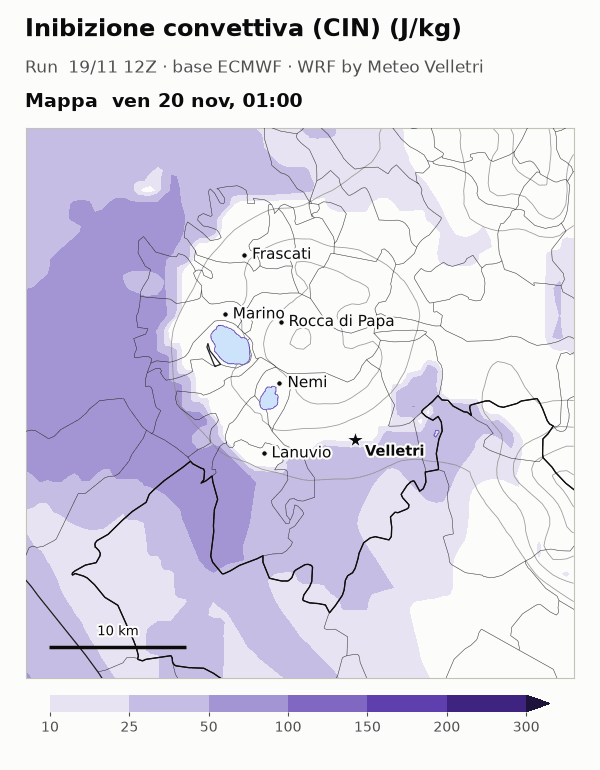 Inibizione convettiva (CIN) (J/kg)
Run  19/11 12Z · base ECMWF · WRF by Meteo Velletri
Mappa  ven 20 nov, 01:00
Frascati
Marino
Rocca di Papa
Nemi
Velletri
Lanuvio
10 km
10 25 50 100 150 200 300